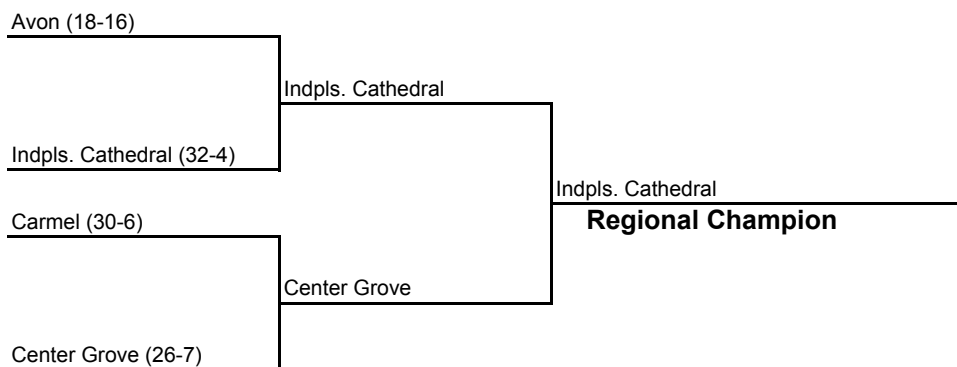 Avon (18-16)
Indpls. Cathedral
Indpls. Cathedral (32-4)
Indpls. Cathedral
Regional Champion
Carmel (30-6)
Center Grove
Center Grove (26-7)